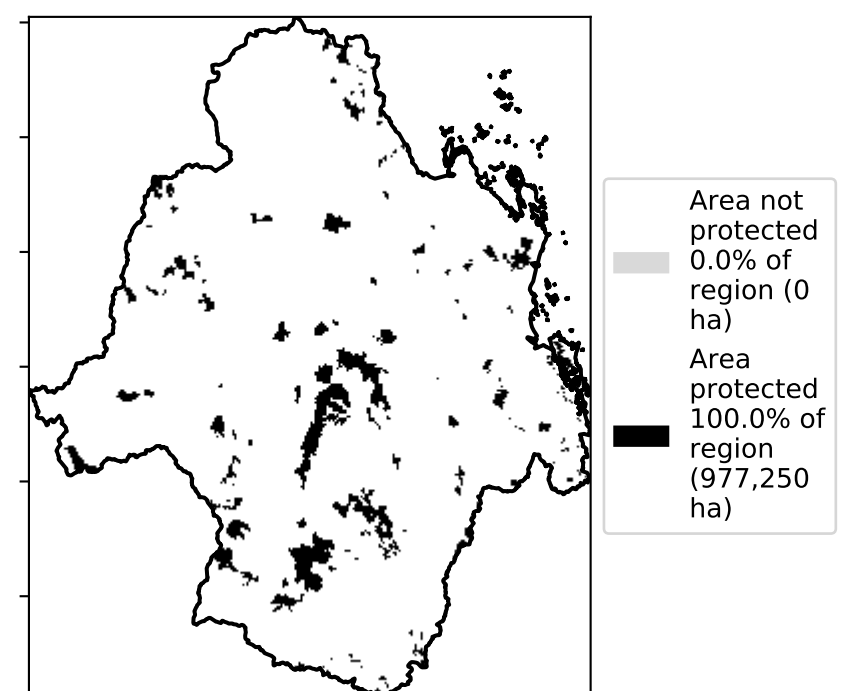 Area not
protected
0.0% of
region (0
ha)
Area
protected
100.0% of
region
(977,250
ha)